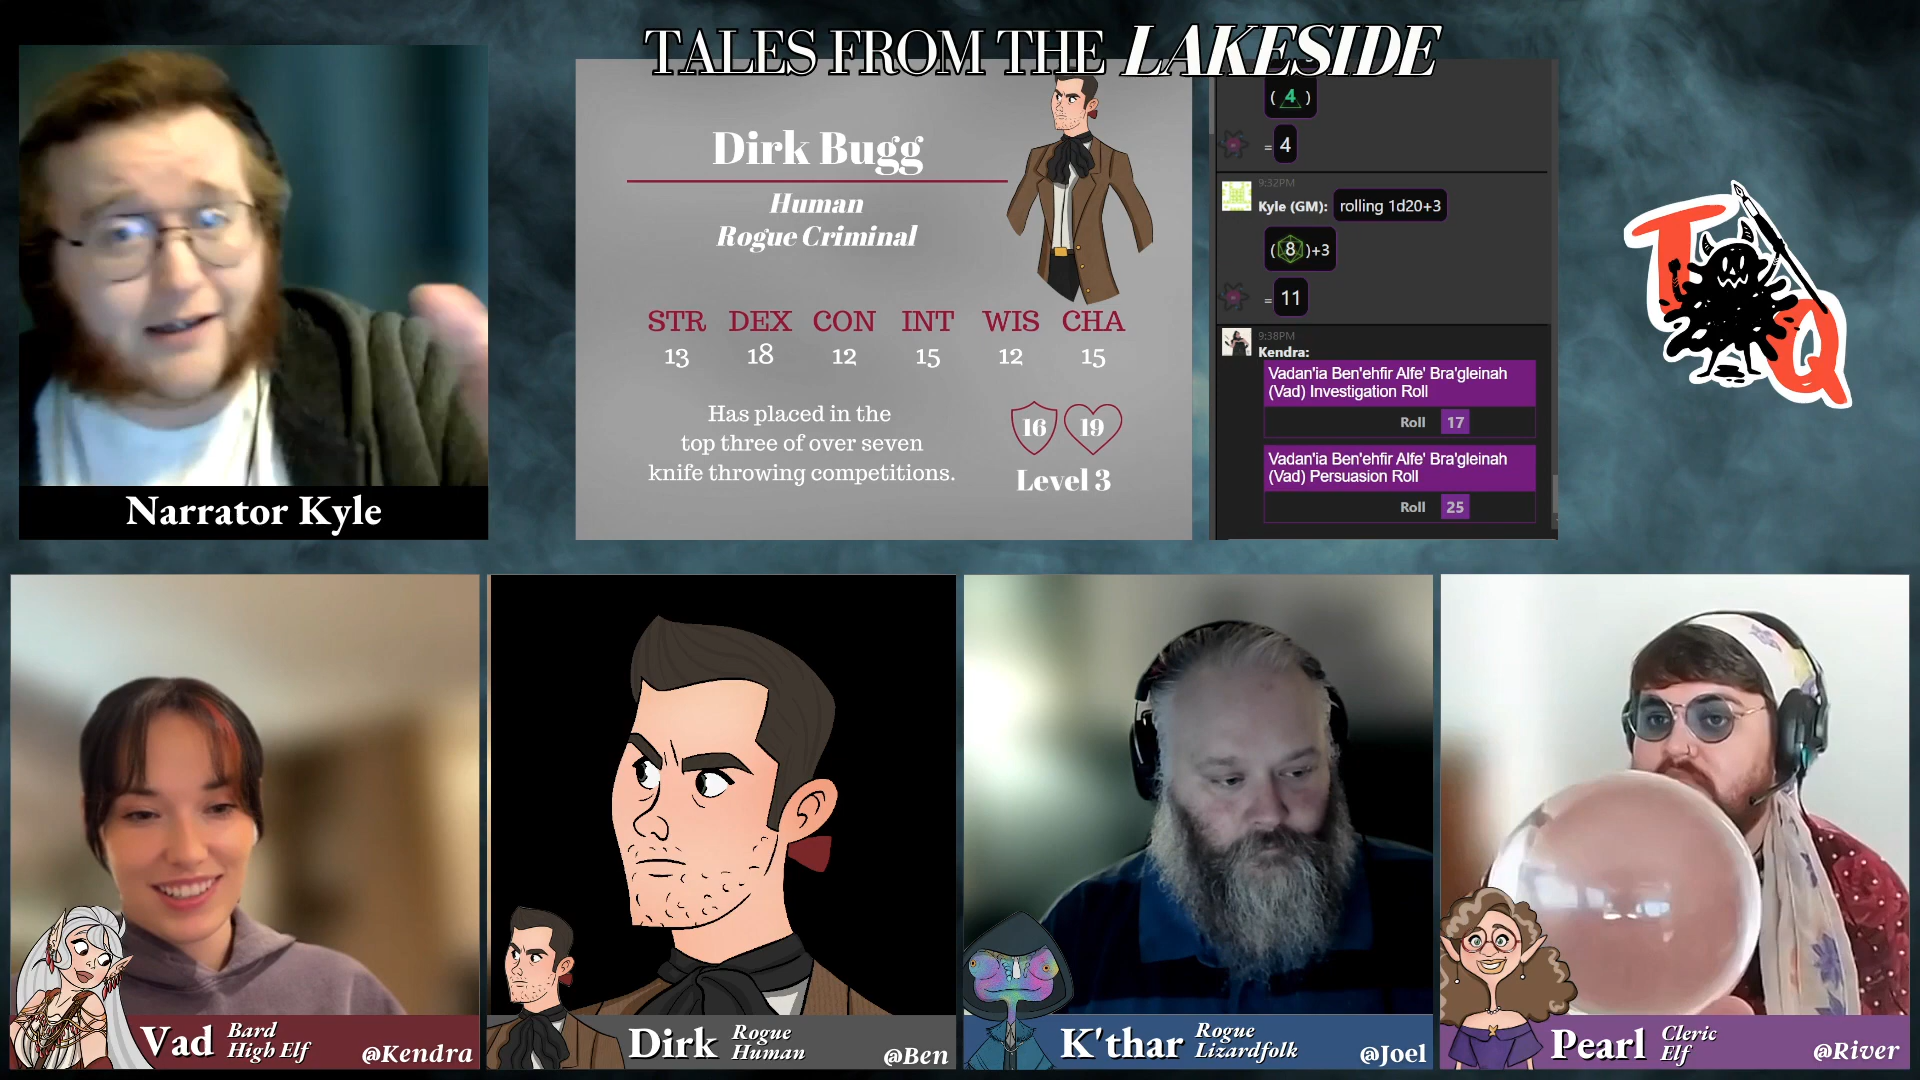 TALES FROM THE LAKESIDE
Narrator Kyle
Dirk Bugg
Human
Rogue Criminal
STR DEX CON INT WIS CHA
13 18 12 15 12 15
Has placed in the
top three of over seven
knife throwing competitions.
16 19
Level 3
( 4 )
= 4
9:32PM
Kyle (GM): rolling 1d20+3
( 8 )+3
= 11
9:38PM
Kendra:
Vadan'ia Ben'ehfir Alfe' Bra'gleinah
(Vad) Investigation Roll
Roll 17
Vadan'ia Ben'ehfir Alfe' Bra'gleinah
(Vad) Persuasion Roll
Roll 25
T
Q
Vad
Bard
High Elf
@Kendra
Dirk
Rogue
Human
@Ben
K'thar
Rogue
Lizardfolk
@Joel
Pearl
Cleric
Elf
@River